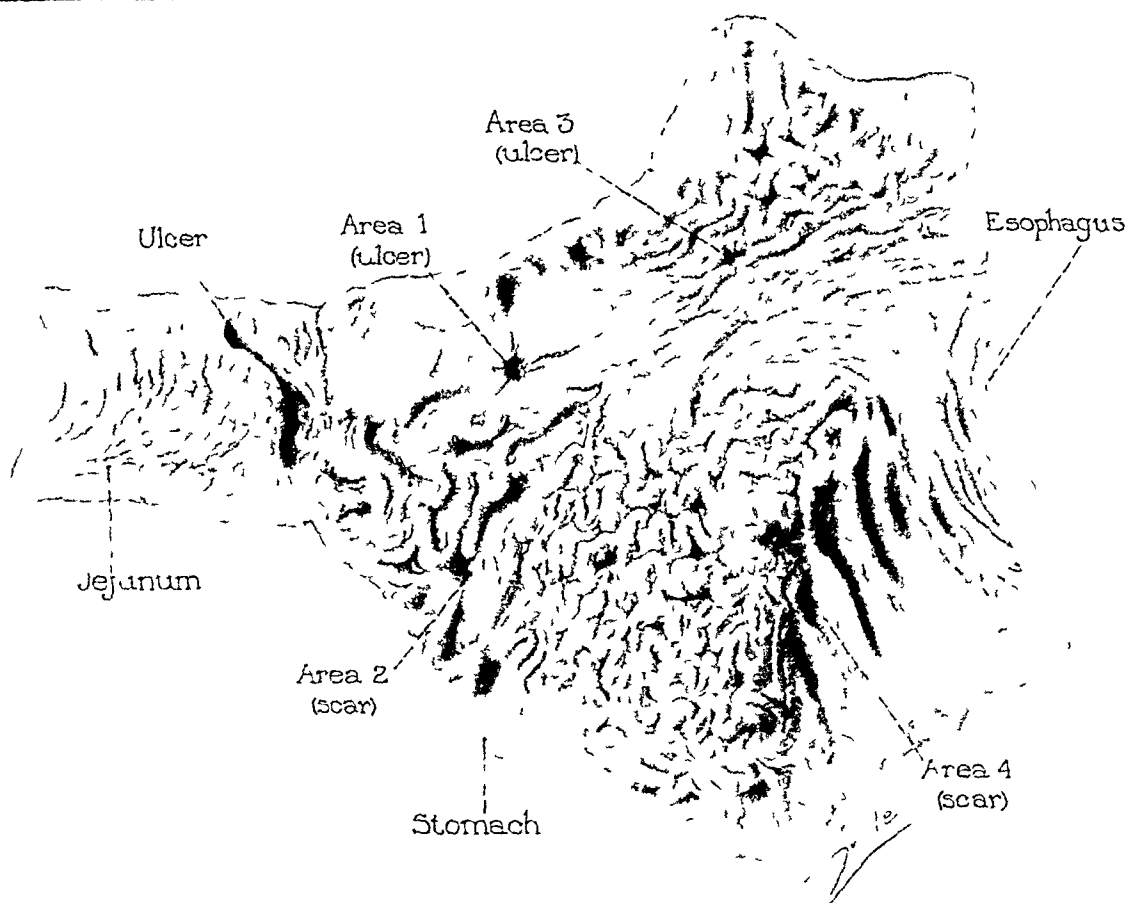 Area 3
(ulcer)
Area 1
(ulcer)
Ulcer
Esophagus
Jejunum
Area 2
(scar)
Area 4
(scar)
Stomach